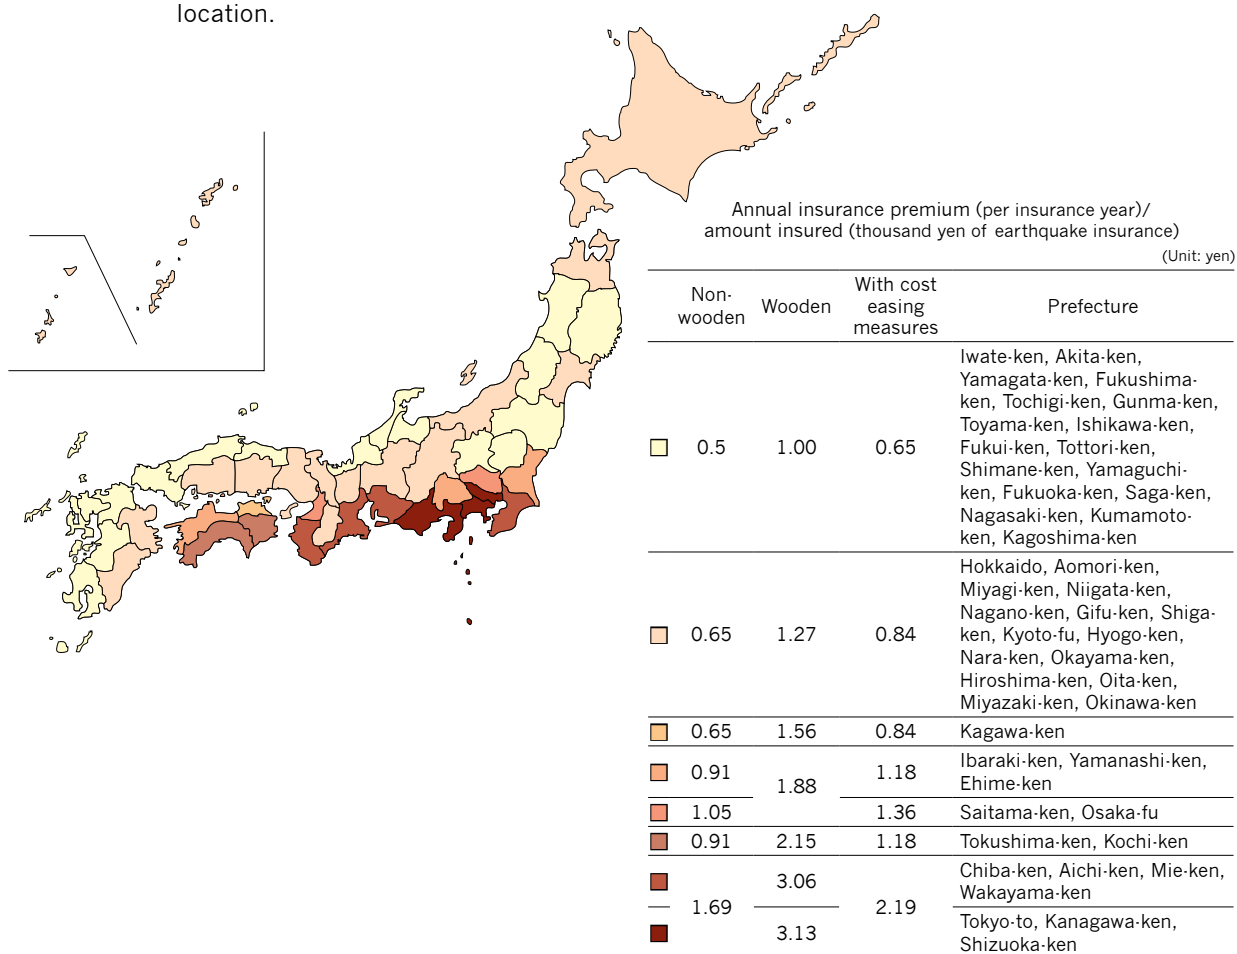 location.
Annual insurance premium (per insurance year)/
amount insured (thousand yen of earthquake insurance)
(Unit: yen)
Non-
wooden
Wooden
With cost
easing
measures
Prefecture
0.5
1.00
0.65
Iwate-ken, Akita-ken,
Yamagata-ken, Fukushima-
ken, Tochigi-ken, Gunma-ken,
Toyama-ken, Ishikawa-ken,
Fukui-ken, Tottori-ken,
Shimane-ken, Yamaguchi-
ken, Fukuoka-ken, Saga-ken,
Nagasaki-ken, Kumamoto-
ken, Kagoshima-ken
0.65
1.27
0.84
Hokkaido, Aomori-ken,
Miyagi-ken, Niigata-ken,
Nagano-ken, Gifu-ken, Shiga-
ken, Kyoto-fu, Hyogo-ken,
Nara-ken, Okayama-ken,
Hiroshima-ken, Oita-ken,
Miyazaki-ken, Okinawa-ken
0.65
1.56
0.84
Kagawa-ken
0.91
1.88
1.18
Ibaraki-ken, Yamanashi-ken,
Ehime-ken
1.05
1.36
Saitama-ken, Osaka-fu
0.91
2.15
1.18
Tokushima-ken, Kochi-ken
1.69
3.06
2.19
Chiba-ken, Aichi-ken, Mie-ken,
Wakayama-ken
3.13
Tokyo-to, Kanagawa-ken,
Shizuoka-ken